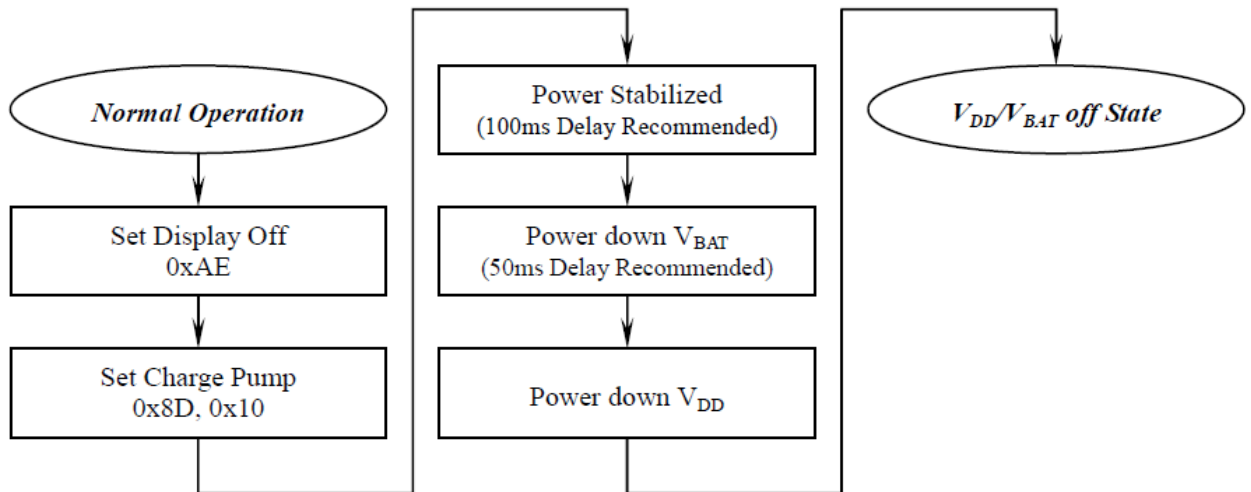 Normal Operation
Set Display Off
0xAE
Set Charge Pump
0x8D, 0x10
Power Stabilized
(100ms Delay Recommended)
Power down VBAT
(50ms Delay Recommended)
Power down VDD
VDD/VBAT off State